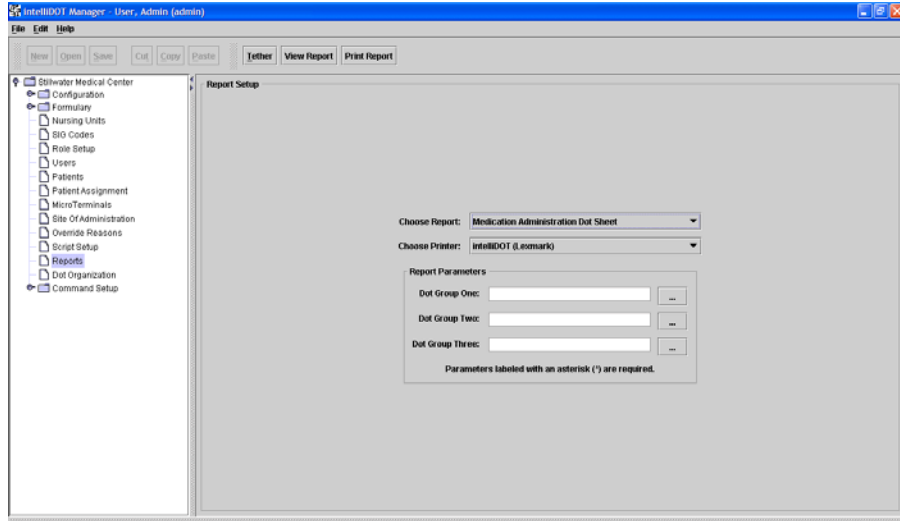 intelliDOT Manager - User, Admin (admin)
File Edit Help
New Open Save Cut Copy Paste Tether View Report Print Report
Stillwater Medical Center
Configuration
Formulary
Nursing Units
SIG Codes
Role Setup
Users
Patients
Patient Assignment
MicroTerminals
Site Of Administration
Override Reasons
Script Setup
Reports
Dot Organization
Command Setup
Report Setup
Choose Report: Medication Administration Dot Sheet
Choose Printer: intelliDOT (Lexmark)
Report Parameters
Dot Group One: ...
Dot Group Two: ...
Dot Group Three: ...
Parameters labeled with an asterisk (*) are required.